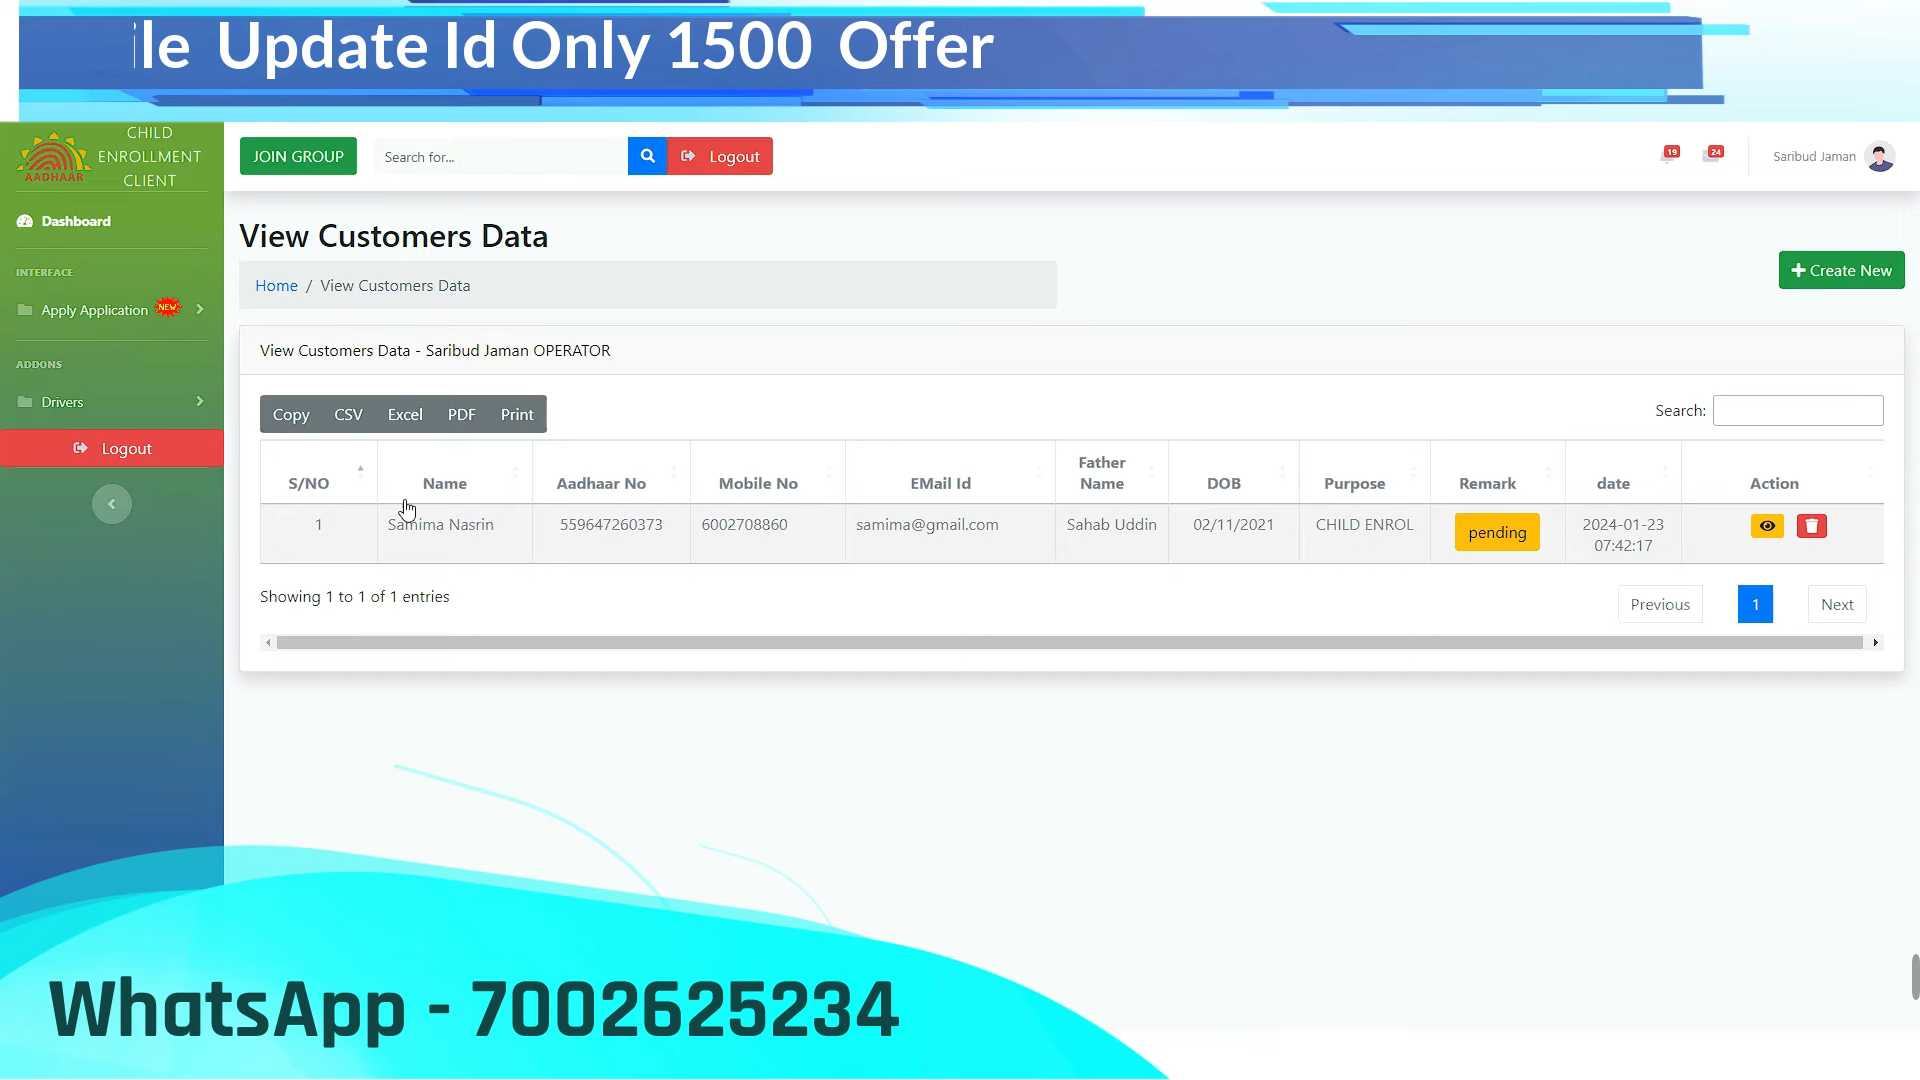 ile Update Id Only 1500 Offer
CHILD
ENROLLMENT
CLIENT
AADHAAR
JOIN GROUP
Search for...
Logout
19
24
Saribud Jaman
Dashboard
INTERFACE
Apply Application NEW
ADDONS
Drivers
Logout
View Customers Data
Home / View Customers Data
Create New
View Customers Data - Saribud Jaman OPERATOR
Copy CSV Excel PDF Print
Search:
S/NO Name Aadhaar No Mobile No EMail Id Father Name DOB Purpose Remark date Action
1 Samima Nasrin 559647260373 6002708860 samima@gmail.com Sahab Uddin 02/11/2021 CHILD ENROL pending 2024-01-23 07:42:17
Showing 1 to 1 of 1 entries
Previous 1 Next
WhatsApp - 7002625234